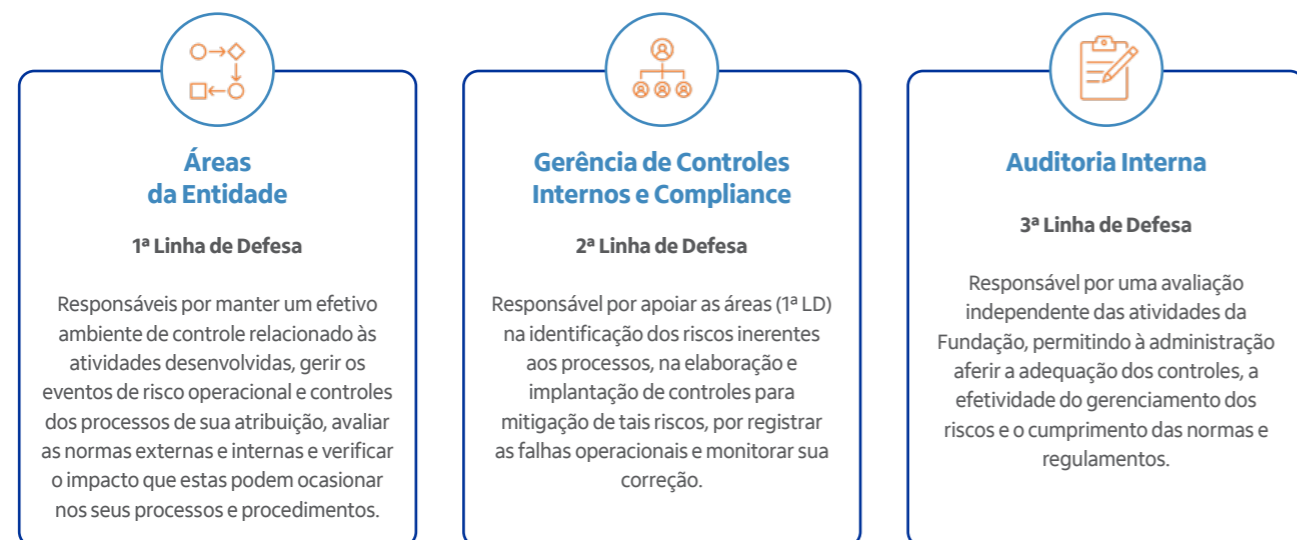 Áreas
da Entidade
1ª Linha de Defesa
Responsáveis por manter um efetivo
ambiente de controle relacionado às
atividades desenvolvidas, gerir os
eventos de risco operacional e controles
dos processos de sua atribuição, avaliar
as normas externas e internas e verificar
o impacto que estas podem ocasionar
nos seus processos e procedimentos.
Gerência de Controles
Internos e Compliance
2ª Linha de Defesa
Responsável por apoiar as áreas (1ª LD)
na identificação dos riscos inerentes
aos processos, na elaboração e
implantação de controles para
mitigação de tais riscos, por registrar
as falhas operacionais e monitorar sua
correção.
Auditoria Interna
3ª Linha de Defesa
Responsável por uma avaliação
independente das atividades da
Fundação, permitindo à administração
aferir a adequação dos controles, a
efetividade do gerenciamento dos
riscos e o cumprimento das normas e
regulamentos.